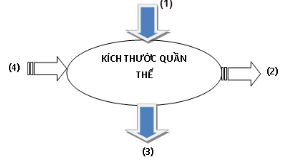 (1)
KÍCH THƯỚC QUẦN
THỂ
(4)
(2)
(3)